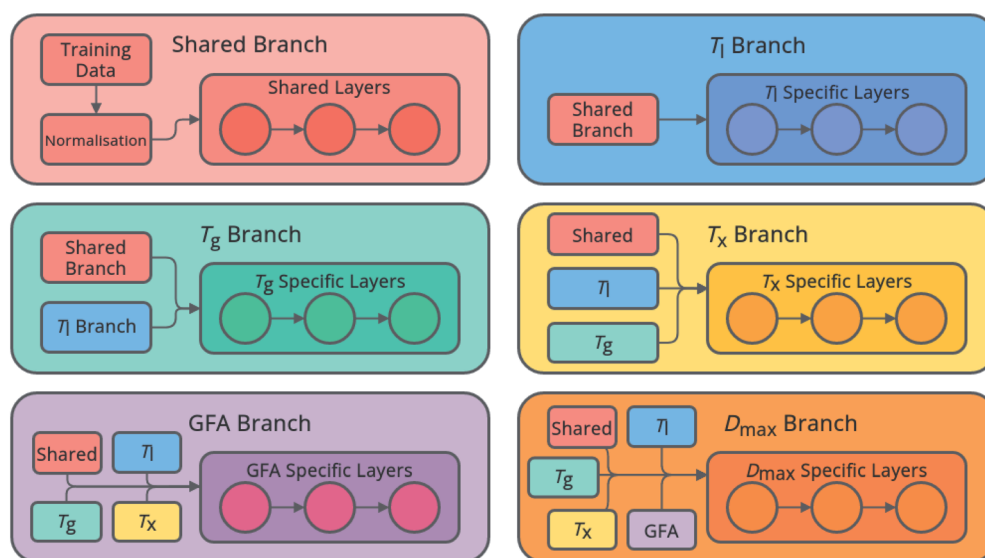 Shared Branch
Training
Data
Normalisation
Shared Layers
Tl Branch
Shared
Branch
Tl Specific Layers
Tg Branch
Shared
Branch
Tl Branch
Tg Specific Layers
Tx Branch
Shared
Tl
Tg
Tx Specific Layers
GFA Branch
Shared
Tl
Tg
Tx
GFA Specific Layers
Dmax Branch
Shared
Tl
Tg
Tx
GFA
Dmax Specific Layers